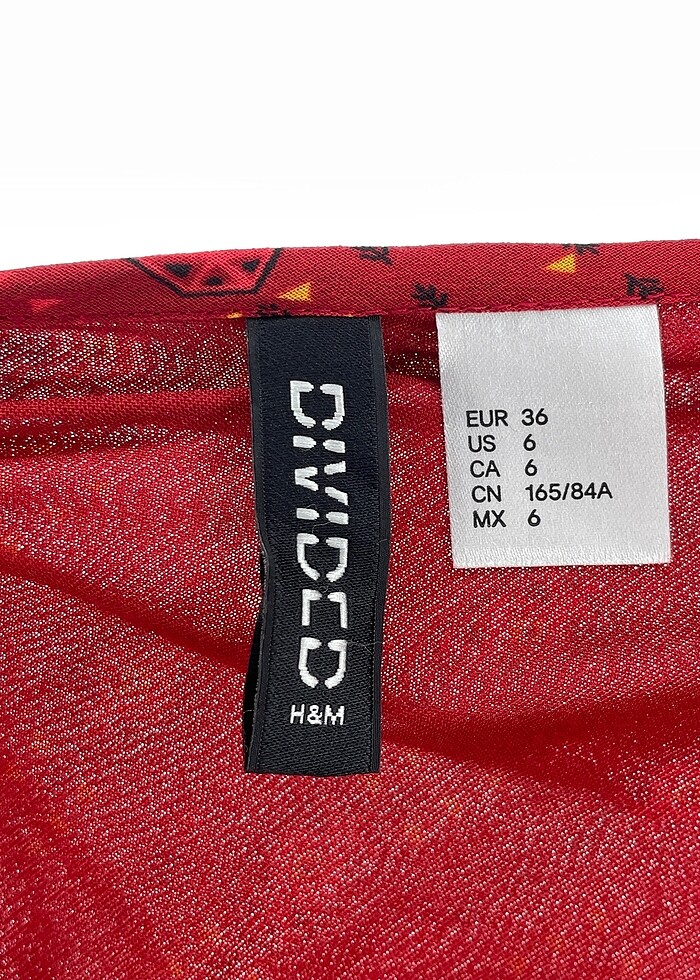 DIVIDED
H&M
EUR 36
US 6
CA 6
CN 165/84A
MX 6